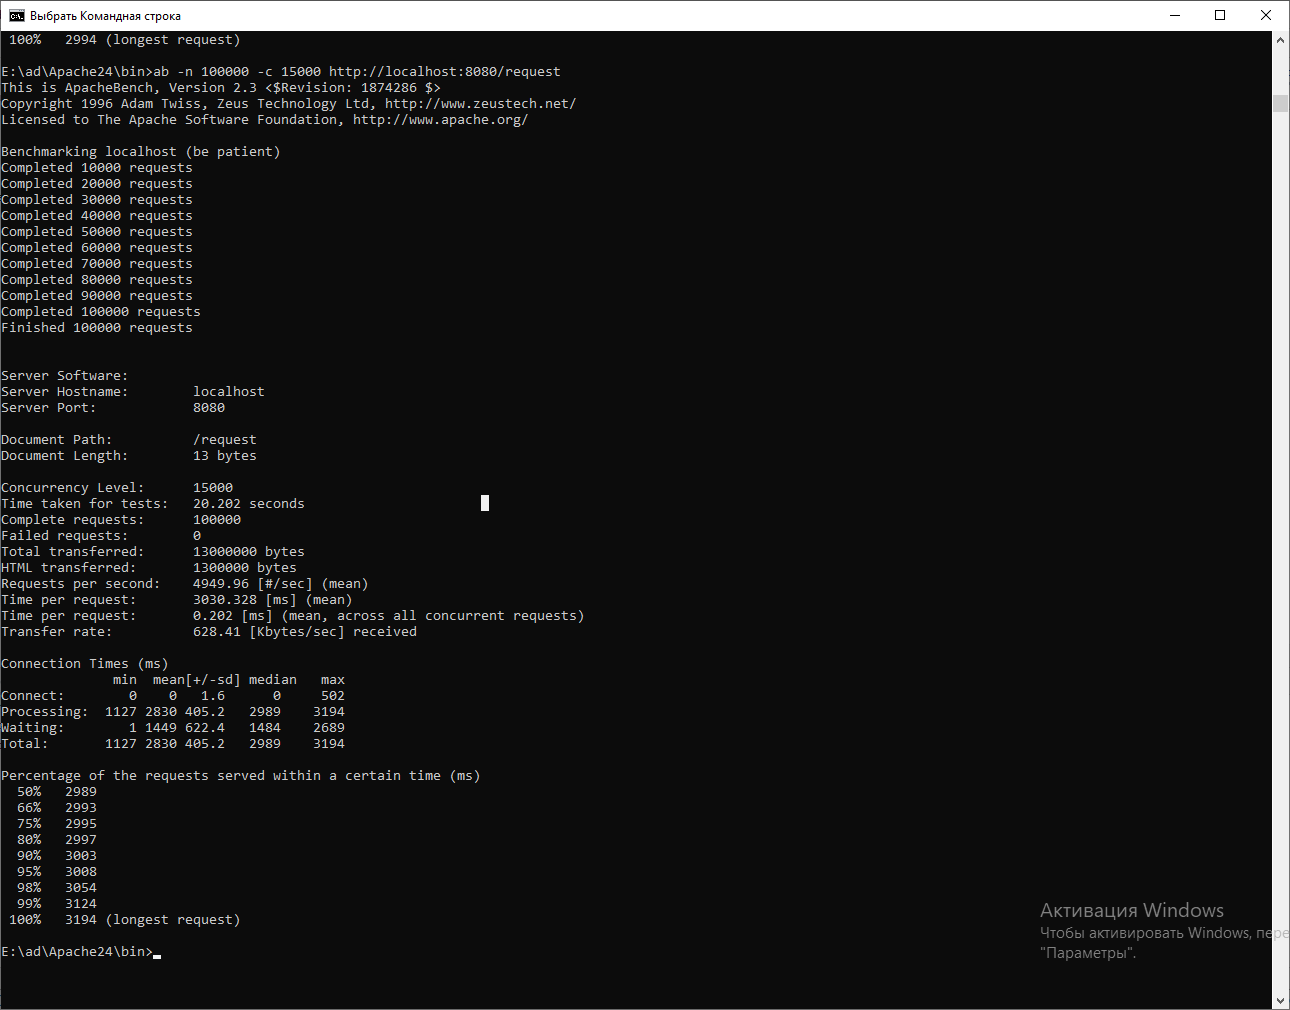 Выбрать Командная строка
100%   2994 (longest request)
E:\ad\Apache24\bin>ab -n 100000 -c 15000 http://localhost:8080/request
This is ApacheBench, Version 2.3 <$Revision: 1874286 $>
Copyright 1996 Adam Twiss, Zeus Technology Ltd, http://www.zeustech.net/
Licensed to The Apache Software Foundation, http://www.apache.org/
Benchmarking localhost (be patient)
Completed 10000 requests
Completed 20000 requests
Completed 30000 requests
Completed 40000 requests
Completed 50000 requests
Completed 60000 requests
Completed 70000 requests
Completed 80000 requests
Completed 90000 requests
Completed 100000 requests
Finished 100000 requests
Server Software:
Server Hostname:        localhost
Server Port:            8080
Document Path:          /request
Document Length:        13 bytes
Concurrency Level:      15000
Time taken for tests:   20.202 seconds
Complete requests:      100000
Failed requests:        0
Total transferred:      13000000 bytes
HTML transferred:       1300000 bytes
Requests per second:    4949.96 [#/sec] (mean)
Time per request:       3030.328 [ms] (mean)
Time per request:       0.202 [ms] (mean, across all concurrent requests)
Transfer rate:          628.41 [Kbytes/sec] received
Connection Times (ms)
              min  mean[+/-sd] median   max
Connect:        0    0   1.6      0     502
Processing:  1127 2830 405.2   2989    3194
Waiting:        1 1449 622.4   1484    2689
Total:       1127 2830 405.2   2989    3194
Percentage of the requests served within a certain time (ms)
50%   2989
66%   2993
75%   2995
80%   2997
90%   3003
95%   3008
98%   3054
99%   3124
100%   3194 (longest request)
E:\ad\Apache24\bin>
Активация Windows
Чтобы активировать Windows, пере
"Параметры".